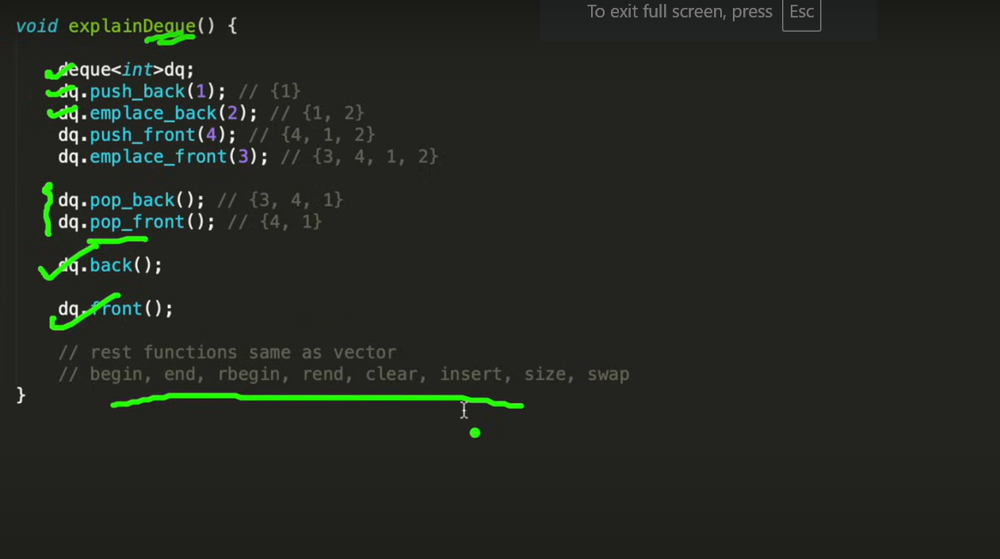 To exit full screen, press Esc
void explainDeque() {
deque<int>dq;
dq.push_back(1); // {1}
dq.emplace_back(2); // {1, 2}
dq.push_front(4); // {4, 1, 2}
dq.emplace_front(3); // {3, 4, 1, 2}
dq.pop_back(); // {3, 4, 1}
dq.pop_front(); // {4, 1}
dq.back();
dq.front();
// rest functions same as vector
// begin, end, rbegin, rend, clear, insert, size, swap
}